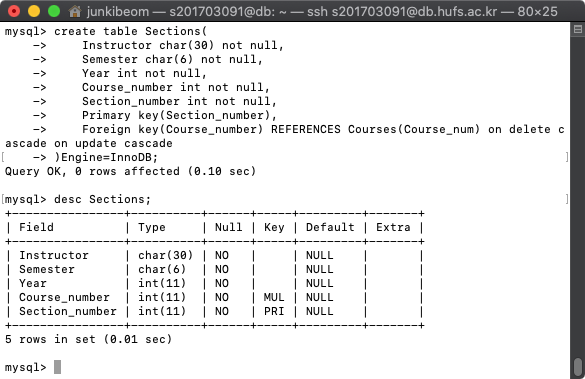 junkibeom — s201703091@db: ~ — ssh s201703091@db.hufs.ac.kr — 80×25
mysql> create table Sections(
    ->     Instructor char(30) not null,
    ->     Semester char(6) not null,
    ->     Year int not null,
    ->     Course_number int not null,
    ->     Section_number int not null,
    ->     Primary key(Section_number),
    ->     Foreign key(Course_number) REFERENCES Courses(Course_num) on delete c
ascade on update cascade
[    -> )Engine=InnoDB; ]
Query OK, 0 rows affected (0.10 sec)

[mysql> desc Sections; ]
+----------------+----------+------+-----+---------+-------+
| Field          | Type     | Null | Key | Default | Extra |
+----------------+----------+------+-----+---------+-------+
| Instructor     | char(30) | NO   |     | NULL    |       |
| Semester       | char(6)  | NO   |     | NULL    |       |
| Year           | int(11)  | NO   |     | NULL    |       |
| Course_number  | int(11)  | NO   | MUL | NULL    |       |
| Section_number | int(11)  | NO   | PRI | NULL    |       |
+----------------+----------+------+-----+---------+-------+
5 rows in set (0.01 sec)

mysql>